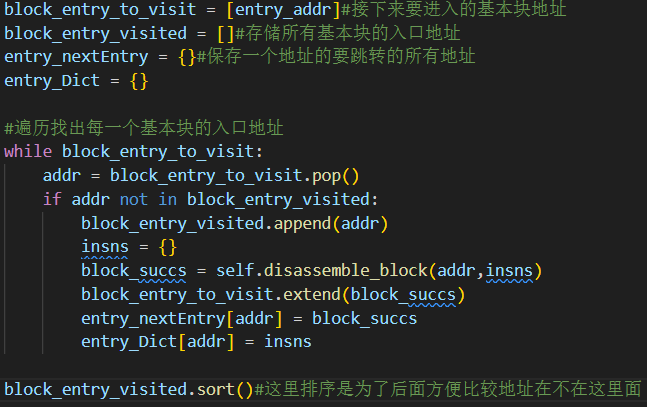 block_entry_to_visit = [entry_addr]#接下来要进入的基本块地址
block_entry_visited = []#存储所有基本块的入口地址
entry_nextEntry = {}#保存一个地址的要跳转的所有地址
entry_Dict = {}

#遍历找出每一个基本块的入口地址
while block_entry_to_visit:
    addr = block_entry_to_visit.pop()
    if addr not in block_entry_visited:
        block_entry_visited.append(addr)
        insns = {}
        block_succs = self.disassemble_block(addr,insns)
        block_entry_to_visit.extend(block_succs)
        entry_nextEntry[addr] = block_succs
        entry_Dict[addr] = insns

block_entry_visited.sort()#这里排序是为了后面方便比较地址在不在这里面